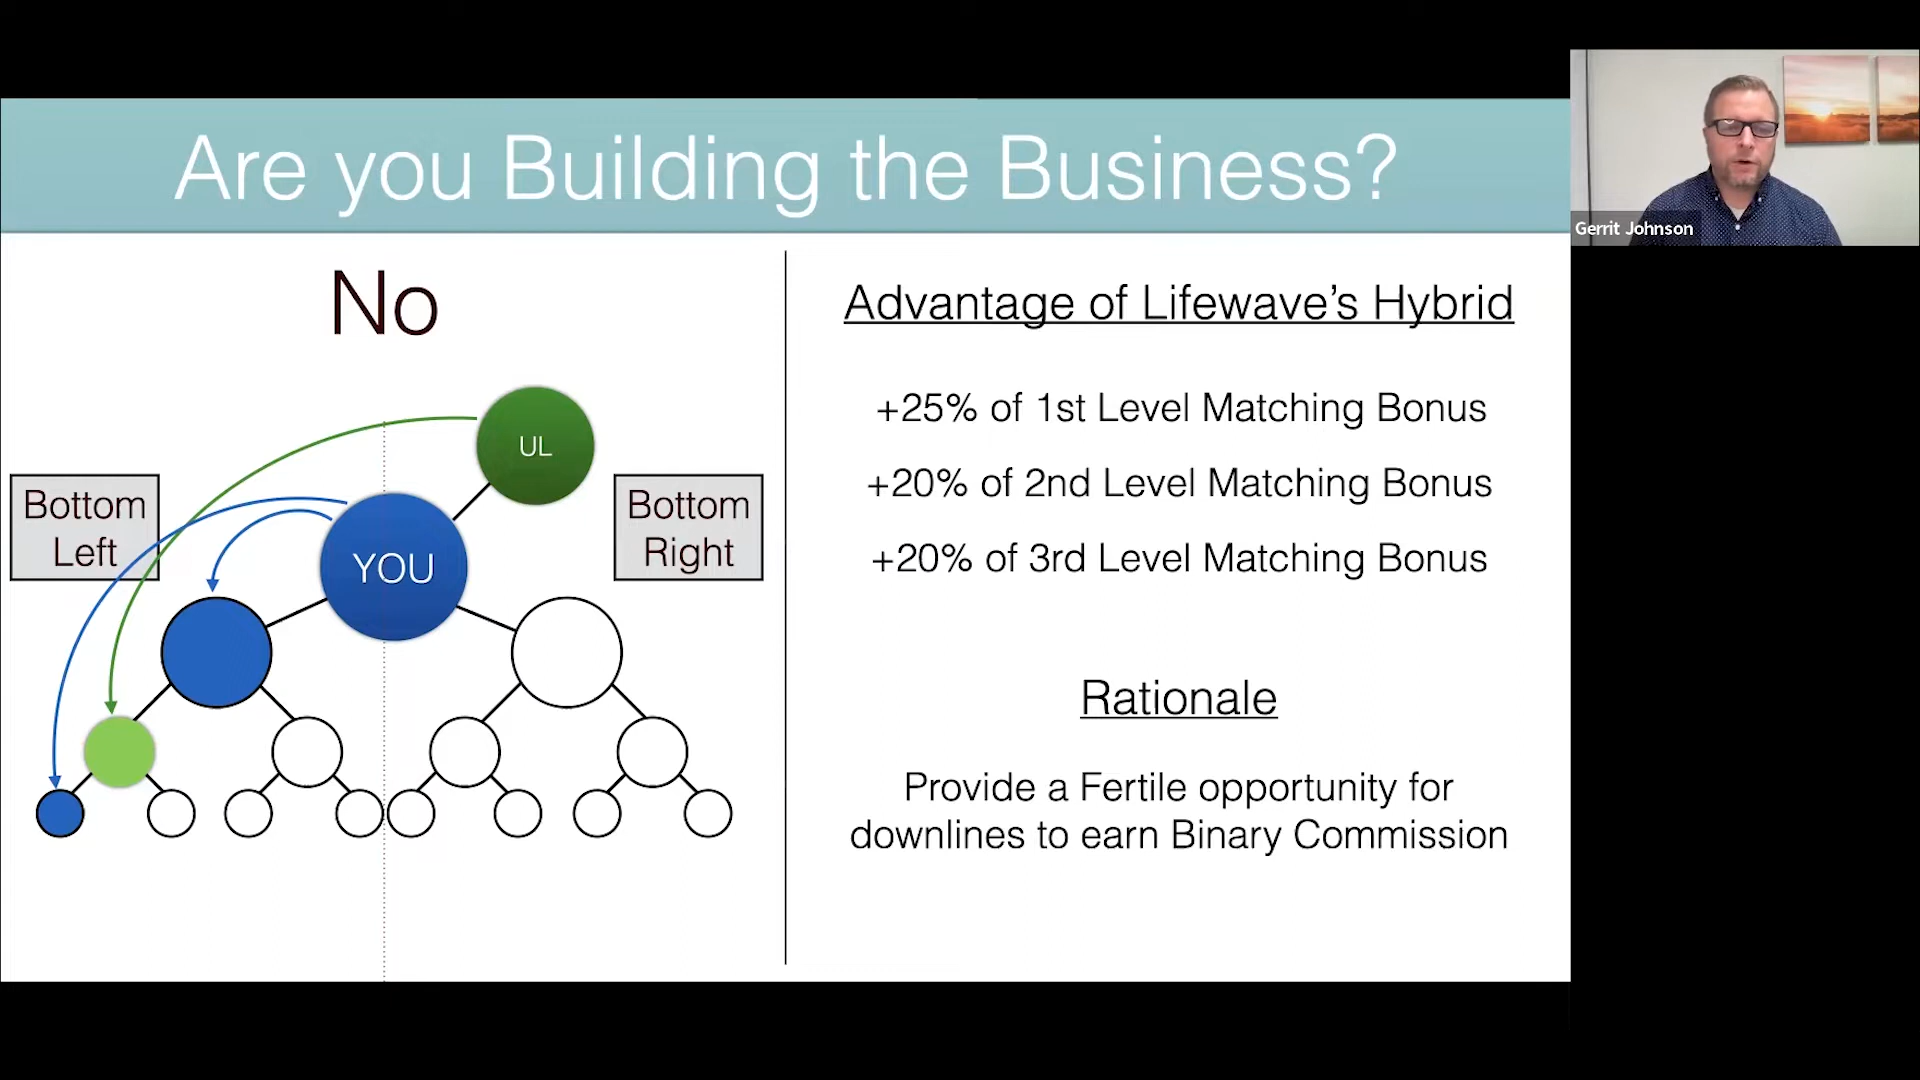 Are you Building the Business?
Gerrit Johnson
No
UL
Bottom
Left
YOU
Bottom
Right
Advantage of Lifewave’s Hybrid
+25% of 1st Level Matching Bonus
+20% of 2nd Level Matching Bonus
+20% of 3rd Level Matching Bonus
Rationale
Provide a Fertile opportunity for
downlines to earn Binary Commission